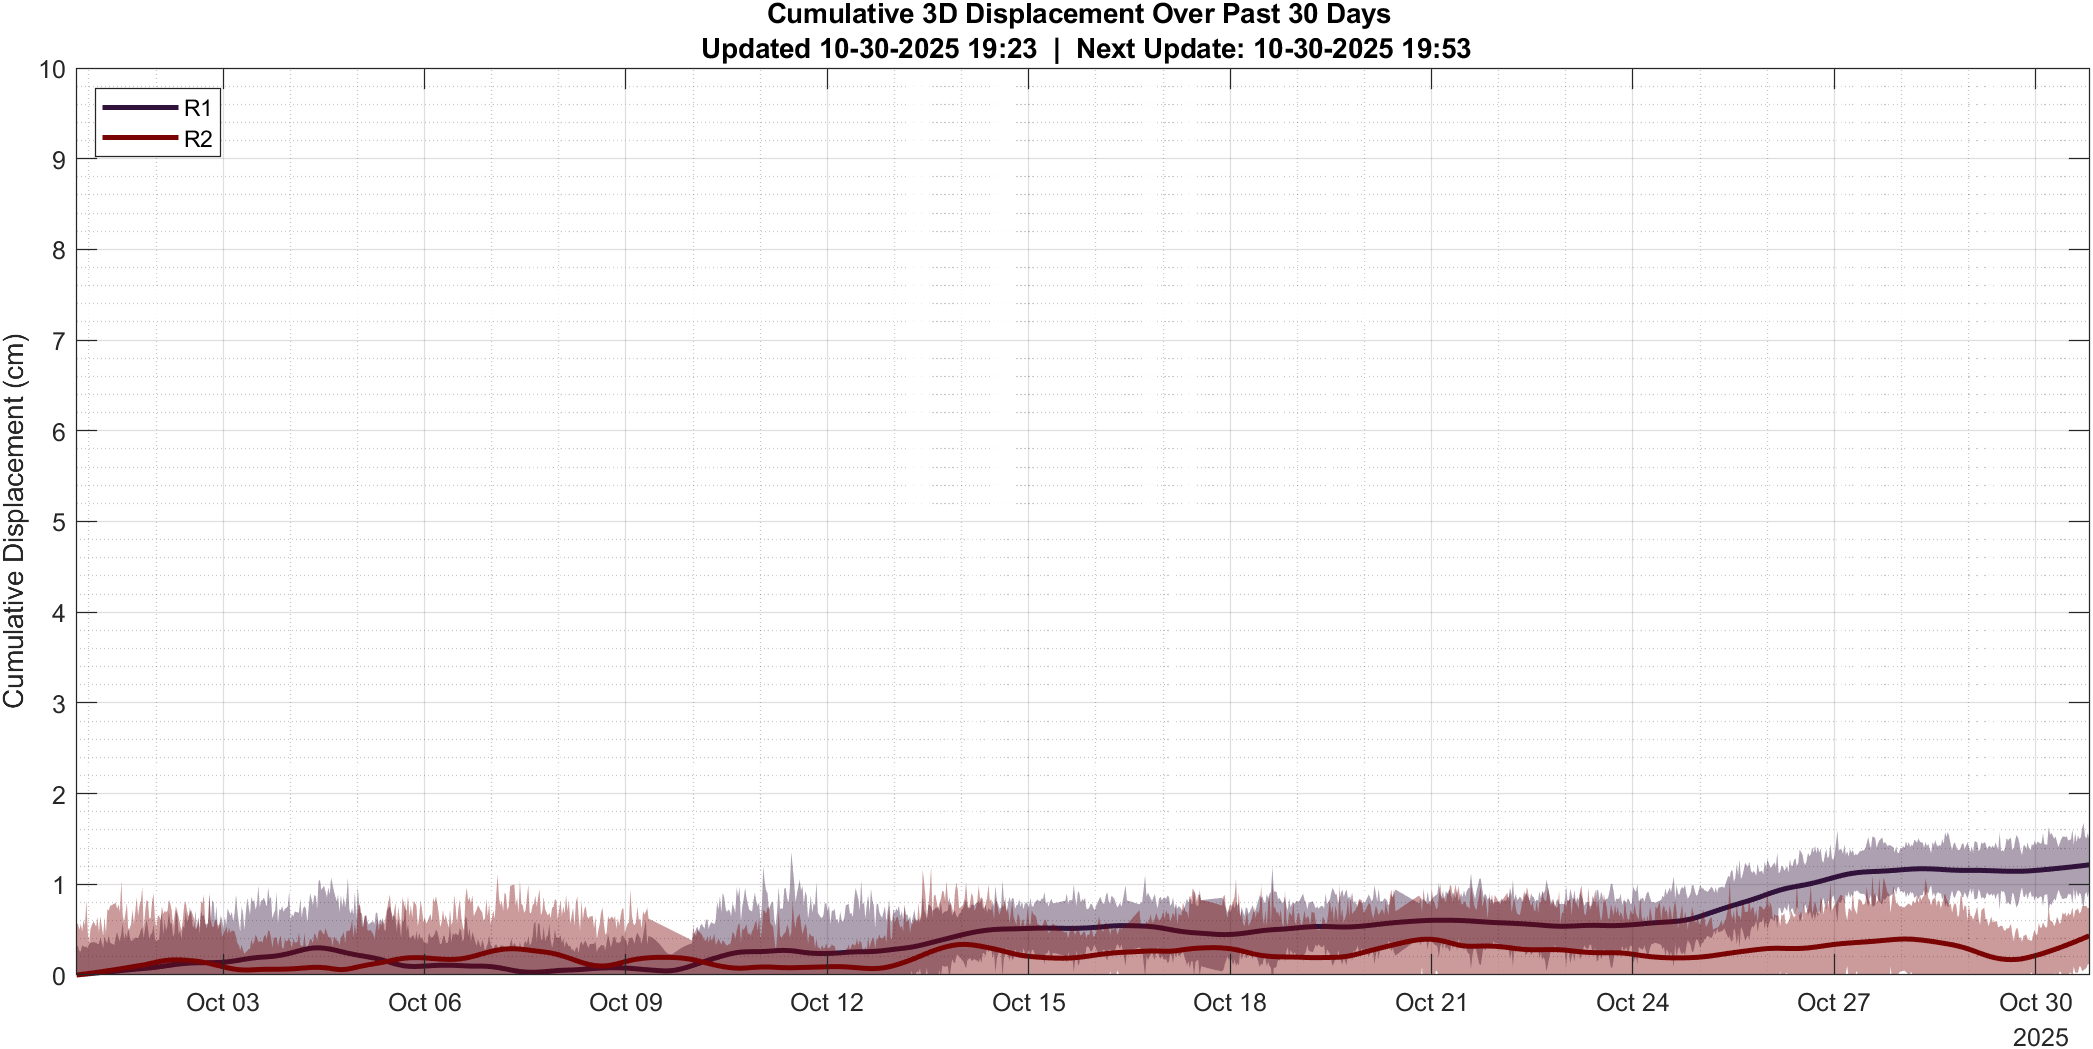 Cumulative 3D Displacement Over Past 30 Days
Updated 10-30-2025 19:23 | Next Update: 10-30-2025 19:53
R1
R2
Cumulative Displacement (cm)
10
9
8
7
6
5
4
3
2
1
0
Oct 03 Oct 06 Oct 09 Oct 12 Oct 15 Oct 18 Oct 21 Oct 24 Oct 27 Oct 30
2025